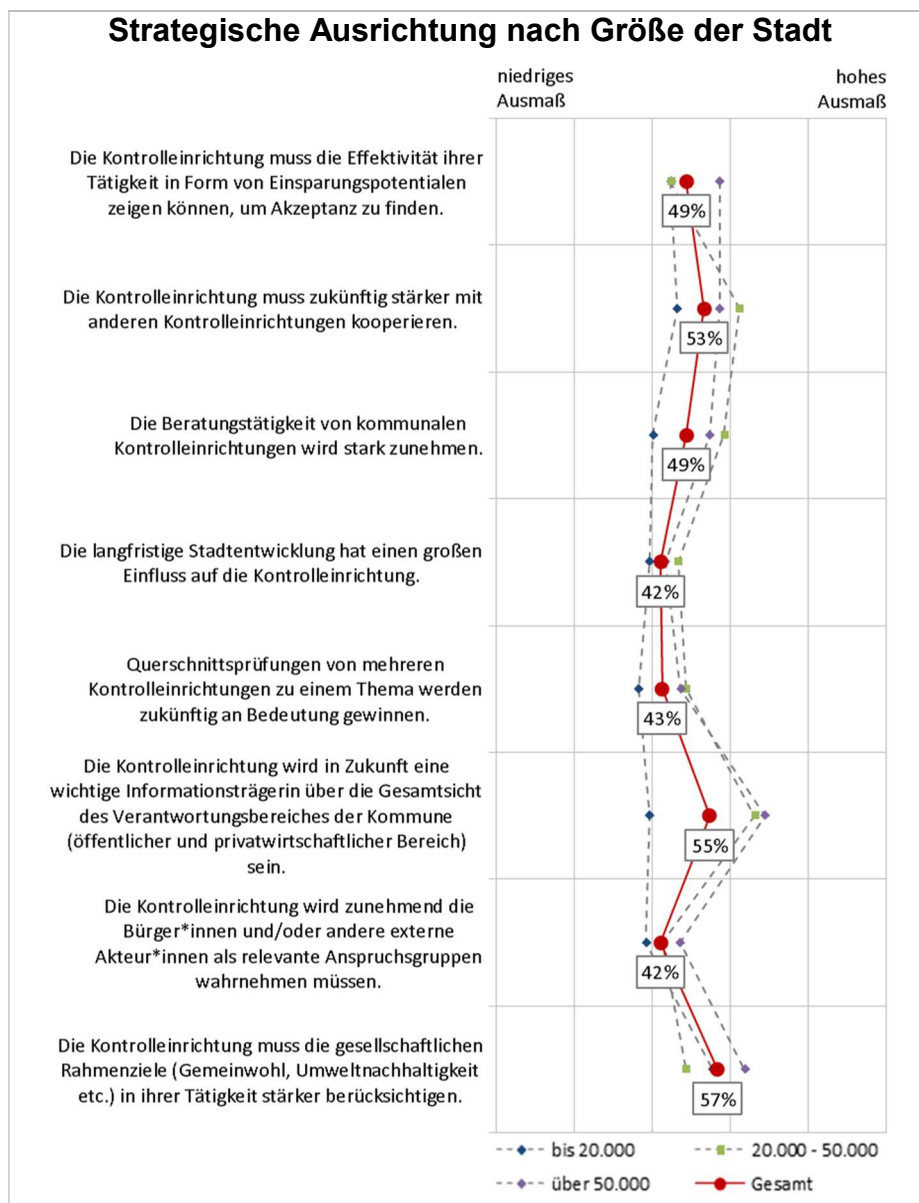 Strategische Ausrichtung nach Größe der Stadt
niedriges
Ausmaß
hohes
Ausmaß
Die Kontrolleinrichtung muss die Effektivität ihrer
Tätigkeit in Form von Einsparungspotentialen
zeigen können, um Akzeptanz zu finden.
49%
Die Kontrolleinrichtung muss zukünftig stärker mit
anderen Kontrolleinrichtungen kooperieren.
53%
Die Beratungstätigkeit von kommunalen
Kontrolleinrichtungen wird stark zunehmen.
49%
Die langfristige Stadtentwicklung hat einen großen
Einfluss auf die Kontrolleinrichtung.
42%
Querschnittsprüfungen von mehreren
Kontrolleinrichtungen zu einem Thema werden
zukünftig an Bedeutung gewinnen.
43%
Die Kontrolleinrichtung wird in Zukunft eine
wichtige Informationsträgerin über die Gesamtsicht
des Verantwortungsbereiches der Kommune
(öffentlicher und privatwirtschaftlicher Bereich)
sein.
55%
Die Kontrolleinrichtung wird zunehmend die
Bürger*innen und/oder andere externe
Akteur*innen als relevante Anspruchsgruppen
wahrnehmen müssen.
42%
Die Kontrolleinrichtung muss die gesellschaftlichen
Rahmenziele (Gemeinwohl, Umweltnachhaltigkeit
etc.) in ihrer Tätigkeit stärker berücksichtigen.
57%
bis 20.000
20.000 - 50.000
über 50.000
Gesamt